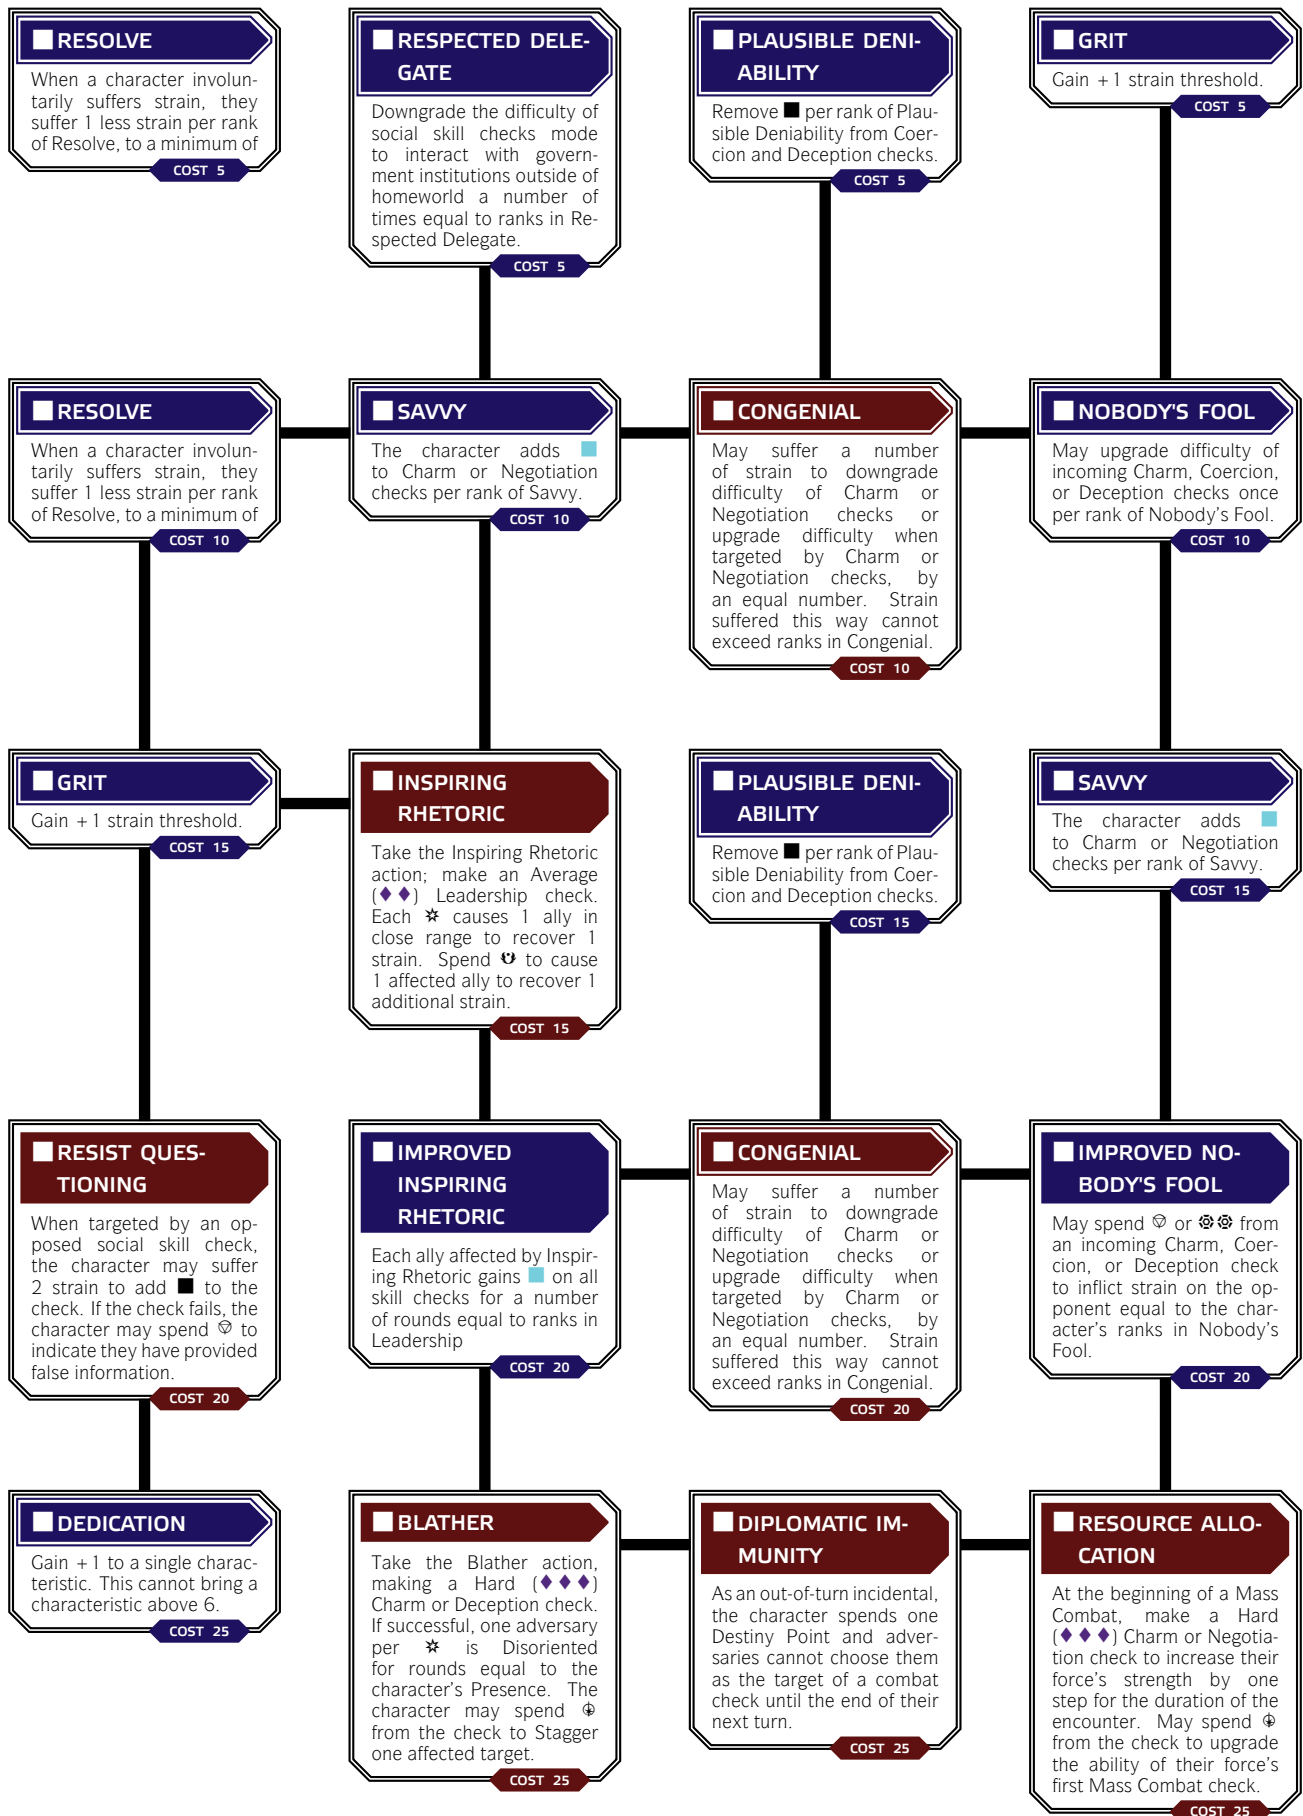 RESOLVE
When a character involun-
tarily suffers strain, they
suffer 1 less strain per rank
of Resolve, to a minimum of
COST 5
RESPECTED DELE-
GATE
Downgrade the difficulty of
social skill checks mode
to interact with govern-
ment institutions outside of
homeworld a number of
times equal to ranks in Re-
spected Delegate.
COST 5
PLAUSIBLE DENI-
ABILITY
Remove ■ per rank of Plau-
sible Deniability from Coer-
cion and Deception checks.
COST 5
GRIT
Gain +1 strain threshold.
COST 5
RESOLVE
When a character involun-
tarily suffers strain, they
suffer 1 less strain per rank
of Resolve, to a minimum of
COST 10
SAVVY
The character adds ■
to Charm or Negotiation
checks per rank of Savvy.
COST 10
CONGENIAL
May suffer a number
of strain to downgrade
difficulty of Charm or
Negotiation checks or
upgrade difficulty when
targeted by Charm or
Negotiation checks, by
an equal number. Strain
suffered this way cannot
exceed ranks in Congenial.
COST 10
NOBODY'S FOOL
May upgrade difficulty of
incoming Charm, Coercion,
or Deception checks once
per rank of Nobody's Fool.
COST 10
GRIT
Gain +1 strain threshold.
COST 15
INSPIRING
RHETORIC
Take the Inspiring Rhetoric
action; make an Average
(♦♦) Leadership check.
Each causes 1 ally in
close range to recover 1
strain. Spend to cause
1 affected ally to recover 1
additional strain.
COST 15
PLAUSIBLE DENI-
ABILITY
Remove ■ per rank of Plau-
sible Deniability from Coer-
cion and Deception checks.
COST 15
SAVVY
The character adds ■
to Charm or Negotiation
checks per rank of Savvy.
COST 15
RESIST QUES-
TIONING
When targeted by an op-
posed social skill check,
the character may suffer
2 strain to add ■ to the
check. If the check fails, the
character may spend to
indicate they have provided
false information.
COST 20
IMPROVED
INSPIRING
RHETORIC
Each ally affected by Inspir-
ing Rhetoric gains ■ on all
skill checks for a number
of rounds equal to ranks in
Leadership
COST 20
CONGENIAL
May suffer a number
of strain to downgrade
difficulty of Charm or
Negotiation checks or
upgrade difficulty when
targeted by Charm or
Negotiation checks, by
an equal number. Strain
suffered this way cannot
exceed ranks in Congenial.
COST 20
IMPROVED NO-
BODY'S FOOL
May spend or from
an incoming Charm, Coer-
cion, or Deception check
to inflict strain on the op-
ponent equal to the char-
acter's ranks in Nobody's
Fool.
COST 20
DEDICATION
Gain +1 to a single charac-
teristic. This cannot bring a
characteristic above 6.
COST 25
BLATHER
Take the Blather action,
making a Hard (♦♦♦)
Charm or Deception check.
If successful, one adversary
per is Disoriented
for rounds equal to the
character's Presence. The
character may spend
from the check to Stagger
one affected target.
COST 25
DIPLOMATIC IM-
MUNITY
As an out-of-turn incidental,
the character spends one
Destiny Point and adver-
saries cannot choose them
as the target of a combat
check until the end of their
next turn.
COST 25
RESOURCE ALLO-
CATION
At the beginning of a Mass
Combat, make a Hard
(♦♦♦) Charm or Negotia-
tion check to increase their
force's strength by one
step for the duration of the
encounter. May spend
from the check to upgrade
the ability of their force's
first Mass Combat check.
COST 25